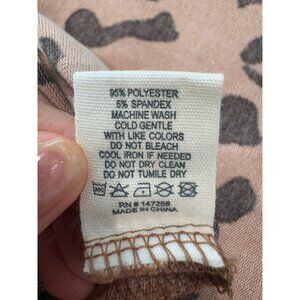 95% POLYESTER
5% SPANDEX
MACHINE WASH
COLD GENTLE
WITH LIKE COLORS
DO NOT BLEACH
COOL IRON IF NEEDED
DO NOT DRY CLEAN
DO NOT TUMILE DRY
RN # 147258
MADE IN CHINA